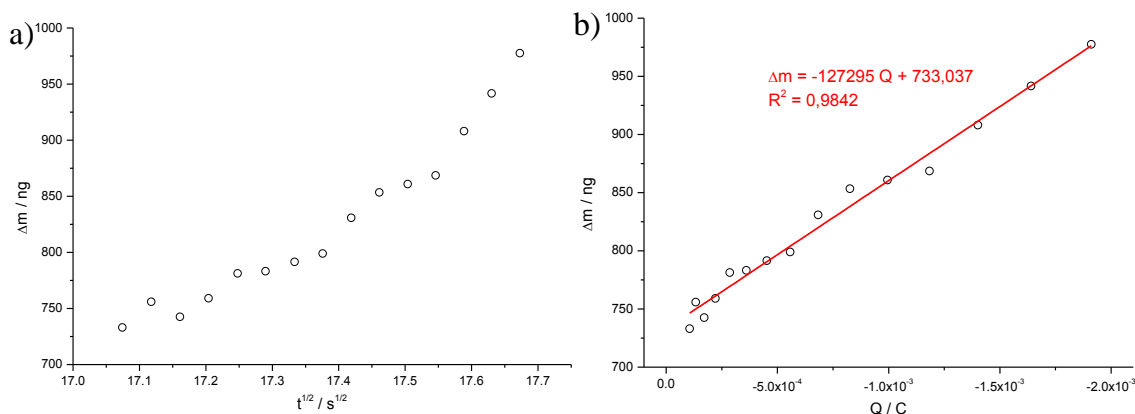 a)
1000
950
900
850
800
750
700
Δm / ng
17.0 17.1 17.2 17.3 17.4 17.5 17.6 17.7
t^{1/2} / s^{1/2}
b)
1000
950
900
850
800
750
700
Δm / ng
Δm = -127295 Q + 733,037
R² = 0,9842
0.0 -5.0x10⁻⁴ -1.0x10⁻³ -1.5x10⁻³ -2.0x10⁻³
Q / C